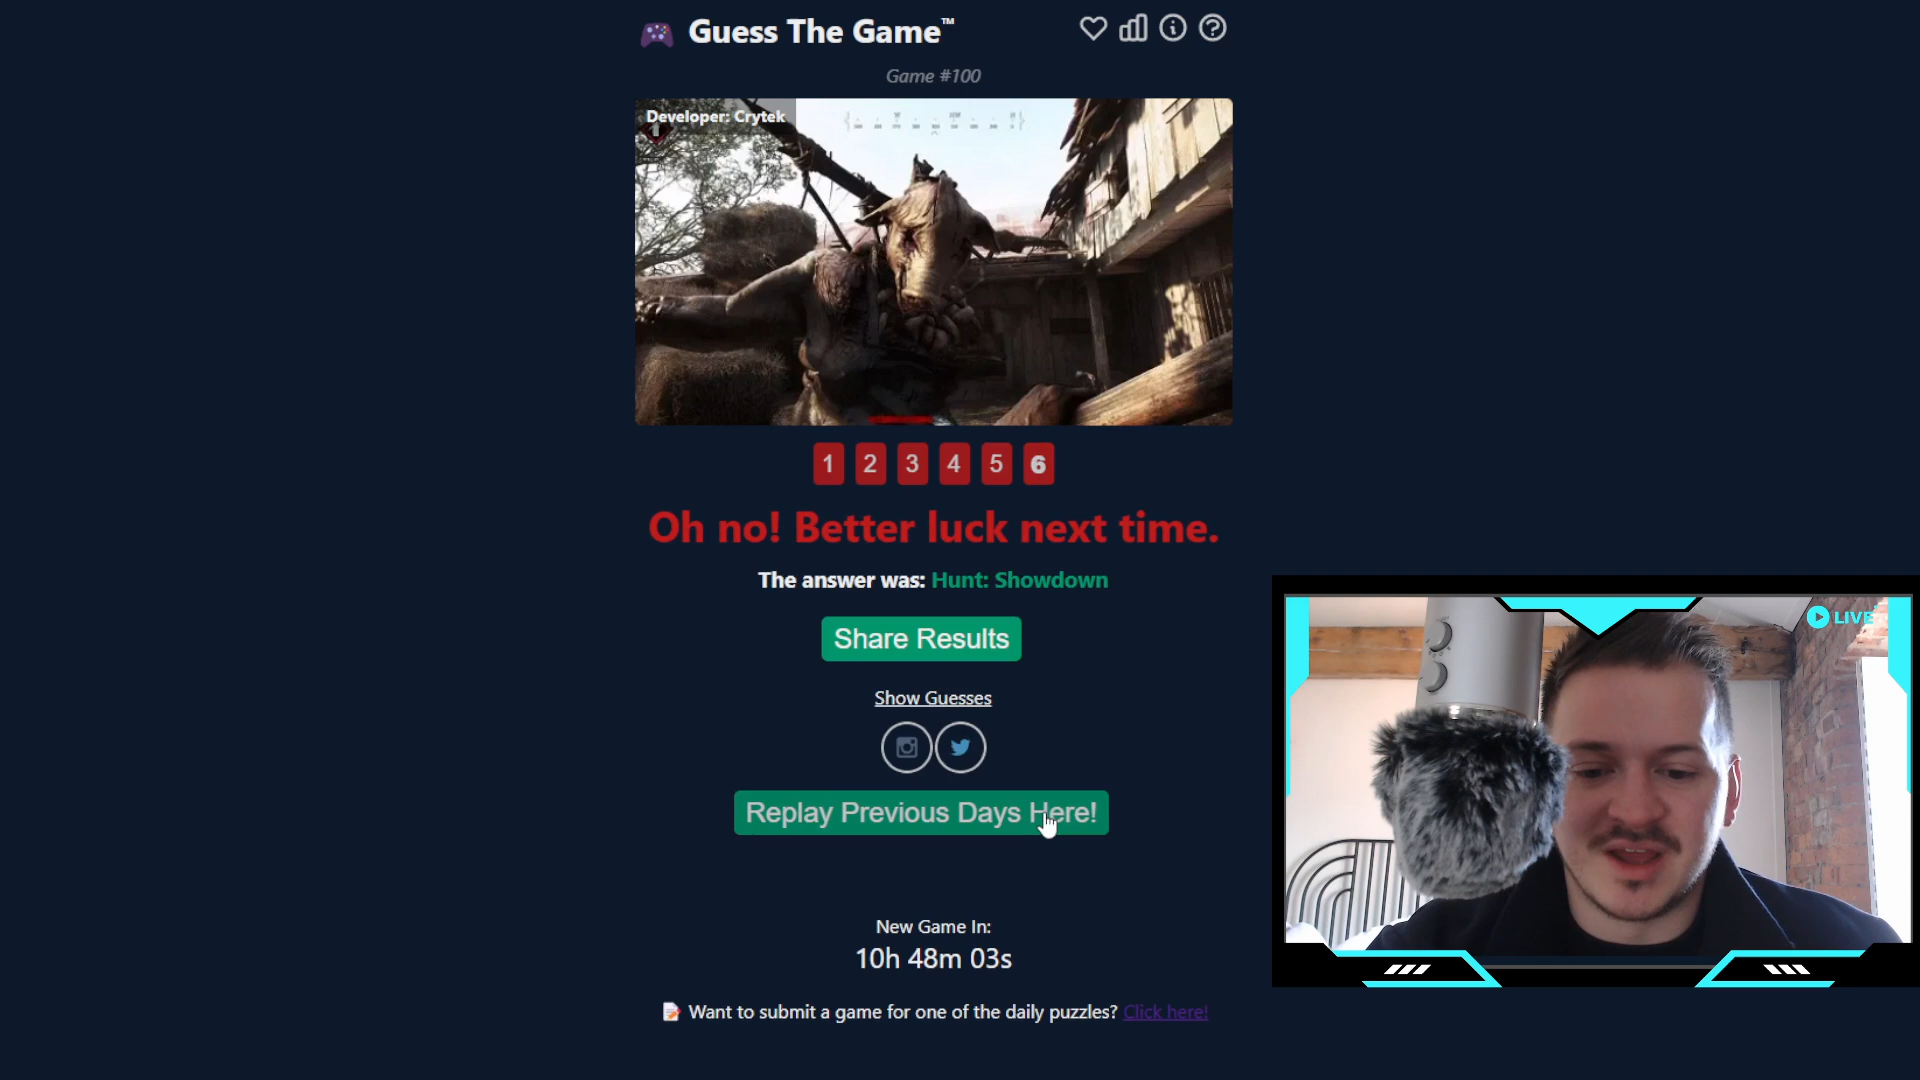 Guess The Game™
Game #100
Developer: Crytek
1 2 3 4 5 6
Oh no! Better luck next time.
The answer was: Hunt: Showdown
Share Results
Show Guesses
Replay Previous Days Here!
New Game In:
10h 48m 03s
Want to submit a game for one of the daily puzzles? Click here!
LIVE